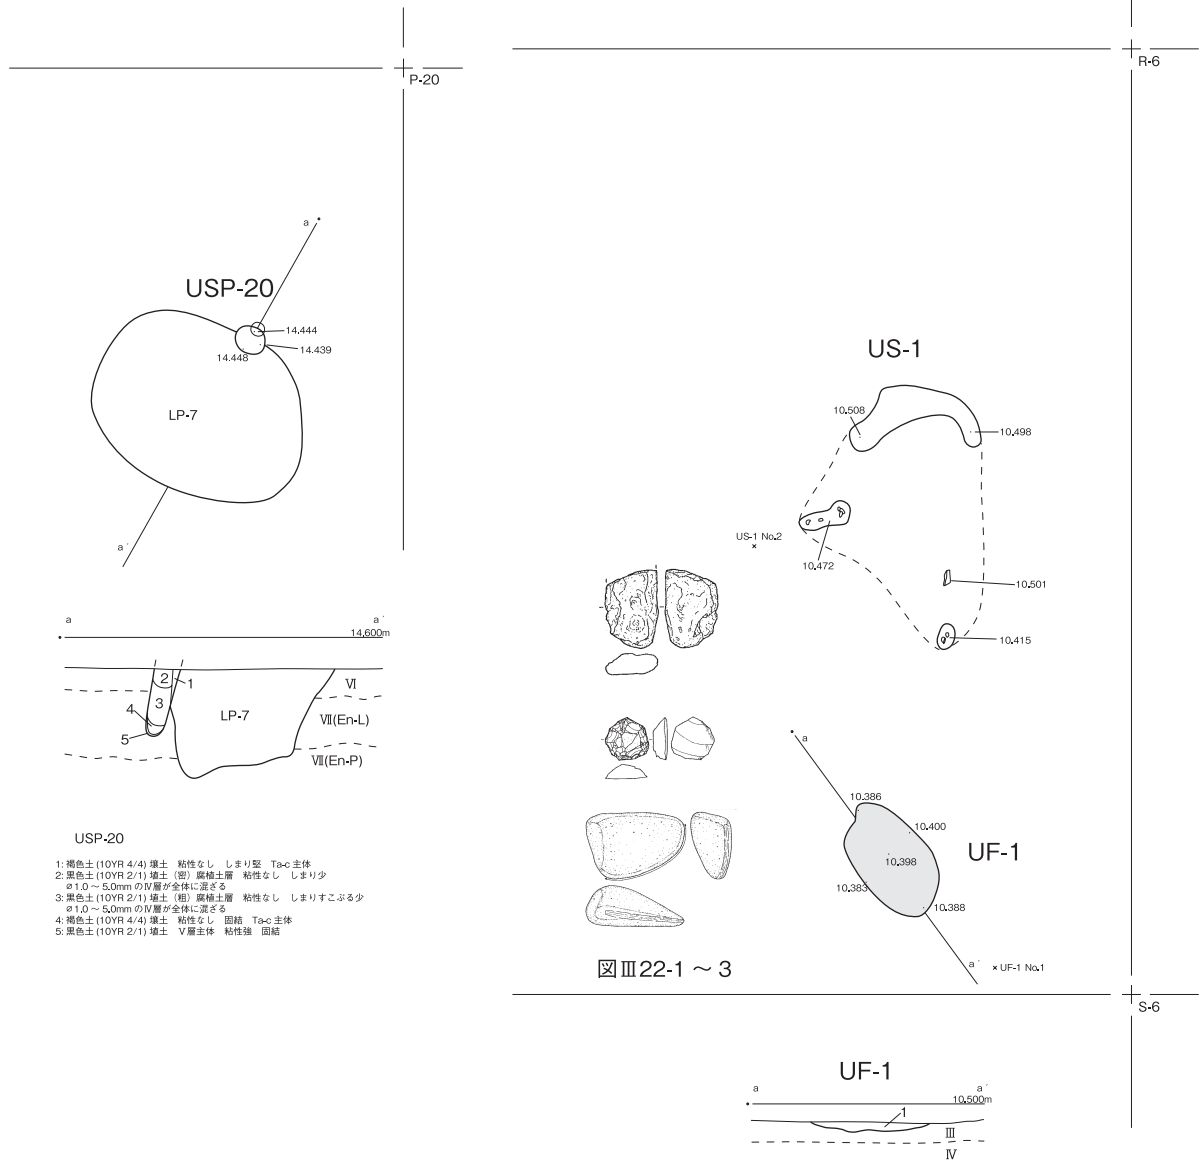 P-20
R-6
a
USP-20
14.444
14.439
14.448
LP-7
a´
US-1
10.508
10.498
US-1 No.2
10.472
10.501
10.415
a
a´
14,600m
1
2
3
4
5
LP-7
Ⅵ
Ⅶ(En-L)
Ⅶ(En-P)
USP-20
1: 褐色土 (10YR 4/4) 壌土 粘性なし しまり堅 Ta-c 主体
2: 黒色土 (10YR 2/1) 埴土（密）腐植土層 粘性なし しまり少
ø 1.0 ～ 5.0mm のⅣ層が全体に混ざる
3: 黒色土 (10YR 2/1) 埴土（粗）腐植土層 粘性なし しまりすこぶる少
ø 1.0 ～ 5.0mm のⅣ層が全体に混ざる
4: 褐色土 (10YR 4/4) 壌土 粘性なし 固結 Ta-c 主体
5: 黒色土 (10YR 2/1) 埴土 Ⅴ層主体 粘性強 固結
a
10.386
10.400
10.398
UF-1
10.383
10.388
a´
UF-1 No.1
図Ⅲ22-1 ～ 3
S-6
UF-1
a
a´
10.500m
1
Ⅲ
Ⅳ